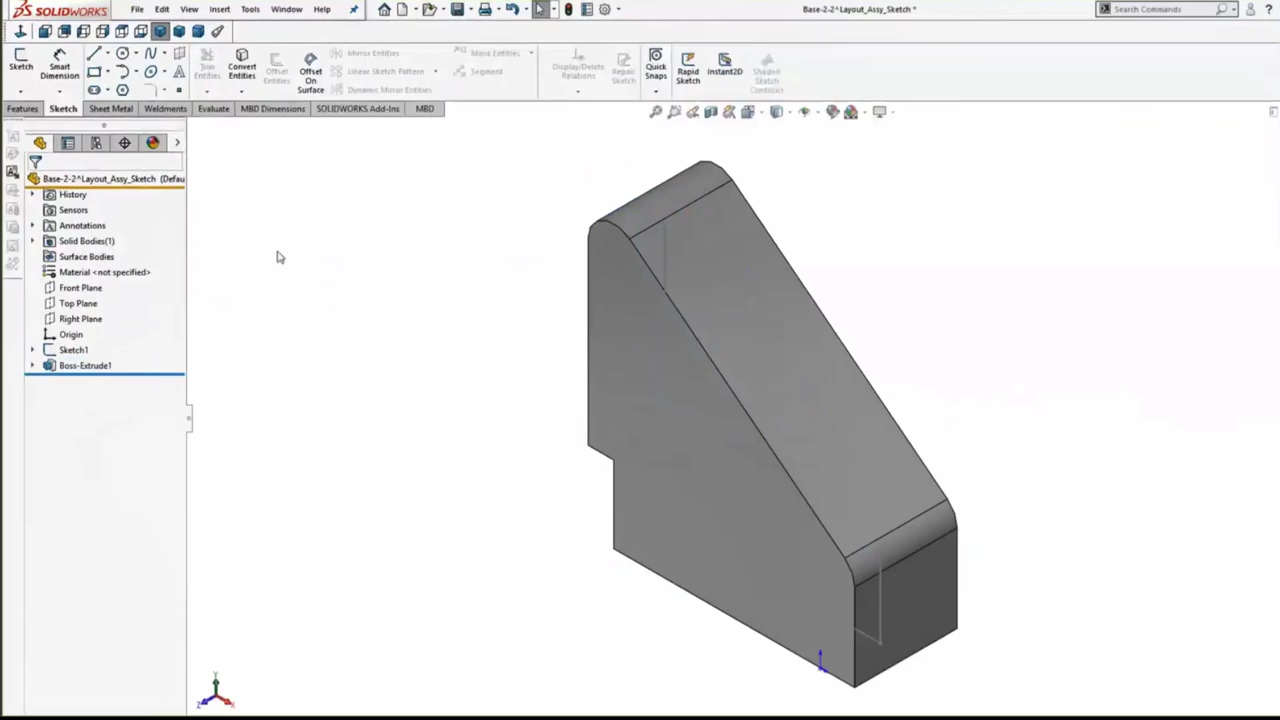 SOLIDWORKS File Edit View Insert Tools Window Help Base-2-2^Layout_Assy_Sketch * Search Commands ?
Sketch Smart Dimension Trim Entities Convert Entities Offset Entities Offset On Surface Mirror Entities Linear Sketch Pattern Dynamic Mirror Entities Move Entities Segment Display/Delete Relations Repair Sketch Quick Snaps Rapid Sketch Instant2D Shaded Sketch Contours
Features Sketch Sheet Metal Weldments Evaluate MBD Dimensions SOLIDWORKS Add-Ins MBD
Base-2-2^Layout_Assy_Sketch (Defau
History
Sensors
Annotations
Solid Bodies(1)
Surface Bodies
Material <not specified>
Front Plane
Top Plane
Right Plane
Origin
Sketch1
Boss-Extrude1
Y
Z X